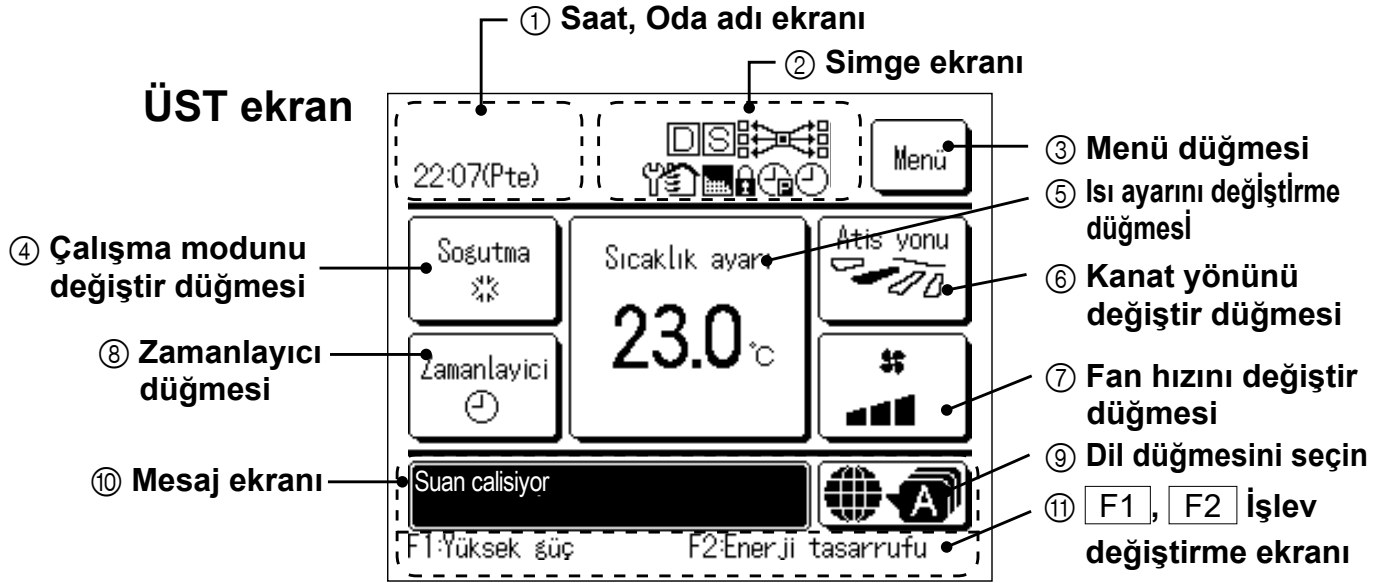 ① Saat, Oda adı ekranı
② Simge ekranı
ÜST ekran
D S
Menü
22:07(Pte)
③ Menü düğmesi
⑤ Isı ayarını değİştİrme
düğmesİ
④ Çalışma modunu
değiştir düğmesi
Sogutma
Sıcaklık ayarı
Atis yonu
⑥ Kanat yönünü
değiştir düğmesi
23.0 °C
⑧ Zamanlayıcı
düğmesi
Zamanlayici
⑦ Fan hızını değiştir
düğmesi
⑨ Dil düğmesini seçin
⑩ Mesaj ekranı
Suan calisiyor
A
⑪ F1 , F2 İşlev
değiştirme ekranı
F1:Yüksek güç F2:Enerji tasarrufu